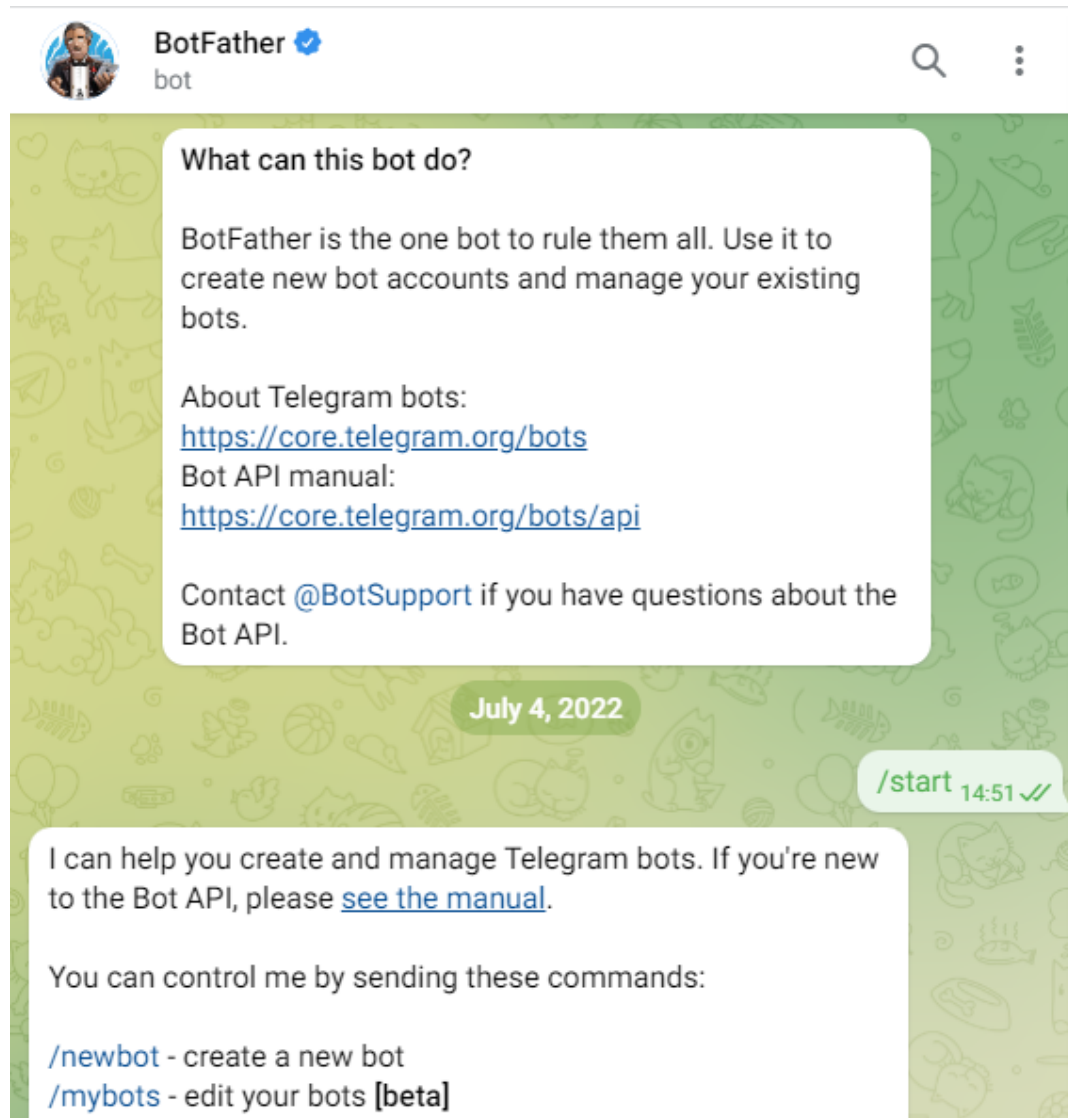 BotFather
bot
What can this bot do?
BotFather is the one bot to rule them all. Use it to
create new bot accounts and manage your existing
bots.
About Telegram bots:
https://core.telegram.org/bots
Bot API manual:
https://core.telegram.org/bots/api
Contact @BotSupport if you have questions about the
Bot API.
July 4, 2022
/start 14:51
I can help you create and manage Telegram bots. If you're new
to the Bot API, please see the manual.
You can control me by sending these commands:
/newbot - create a new bot
/mybots - edit your bots [beta]